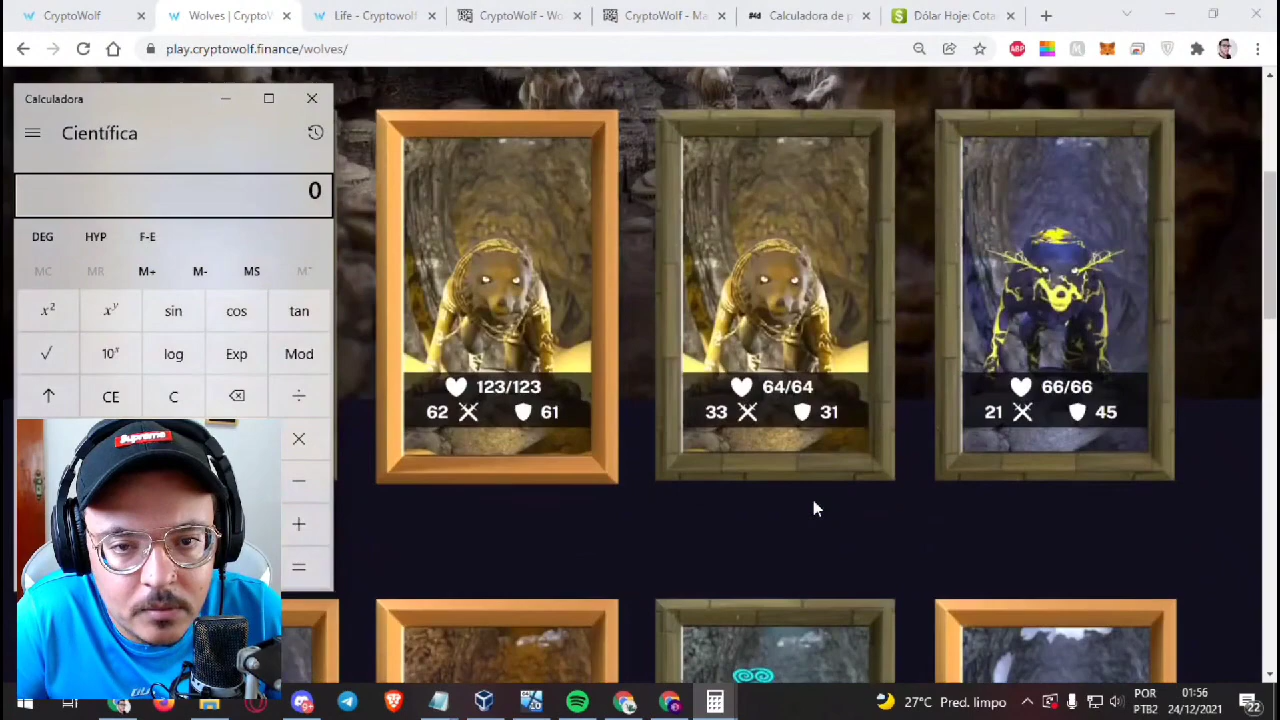 CryptoWolf
Wolves | CryptoV
Life - Cryptowolf
CryptoWolf - Wo
CryptoWolf - Ma
Calculadora de p
Dólar Hoje: Cota
play.cryptowolf.finance/wolves/
ABP
Calculadora
Científica
0
DEG HYP F-E
MC MR M+ M- MS
x² xʸ sin cos tan
√ 10ˣ log Exp Mod
↑ CE C ÷
×
−
+
=
123/123
62 61
64/64
33 31
66/66
21 45
Supreme
27°C Pred. limpo
POR
PTB2
01:56
24/12/2021
22